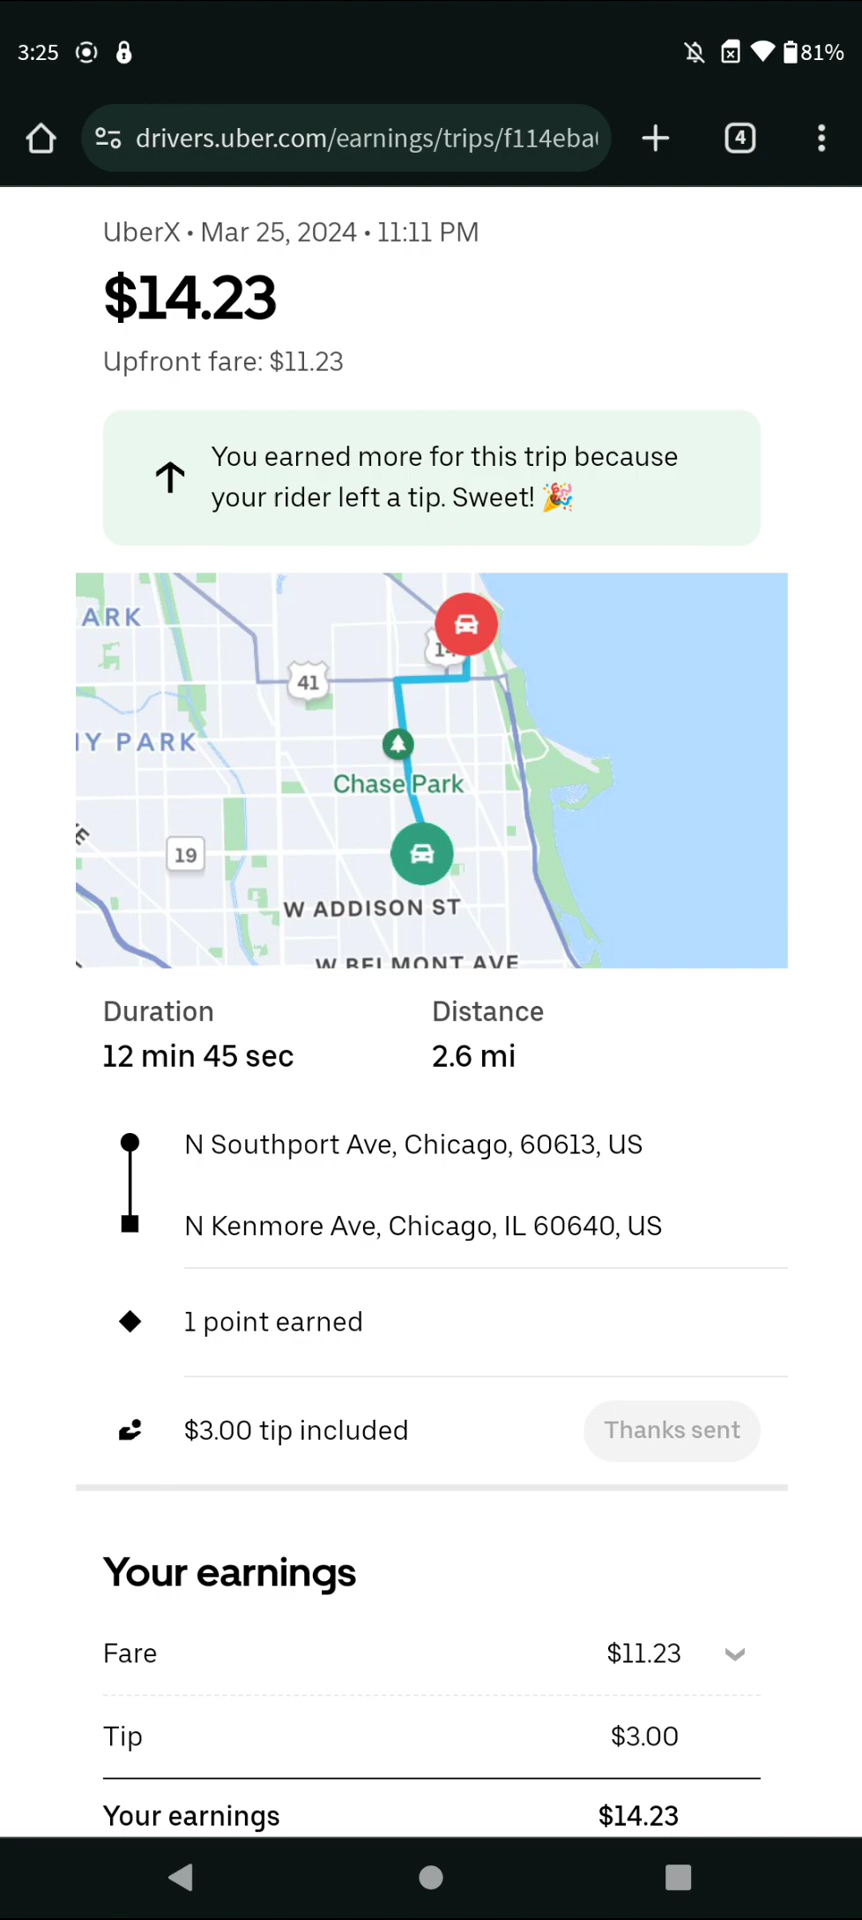 3:25
81%
drivers.uber.com/earnings/trips/f114eba
4
UberX • Mar 25, 2024 • 11:11 PM
$14.23
Upfront fare: $11.23
You earned more for this trip because
your rider left a tip. Sweet! 🎉
ARK
41
PARK
Chase Park
19
W ADDISON ST
W BELMONT AVE
Duration
Distance
12 min 45 sec
2.6 mi
N Southport Ave, Chicago, 60613, US
N Kenmore Ave, Chicago, IL 60640, US
1 point earned
$3.00 tip included
Thanks sent
Your earnings
Fare
$11.23
Tip
$3.00
Your earnings
$14.23